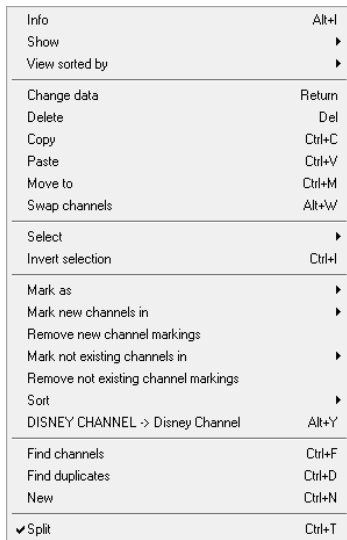 Info Alt+I
Show
View sorted by
Change data Return
Delete Del
Copy Ctrl+C
Paste Ctrl+V
Move to Ctrl+M
Swap channels Alt+W
Select
Invert selection Ctrl+I
Mark as
Mark new channels in
Remove new channel markings
Mark not existing channels in
Remove not existing channel markings
Sort
DISNEY CHANNEL -> Disney Channel Alt+Y
Find channels Ctrl+F
Find duplicates Ctrl+D
New Ctrl+N
Split Ctrl+T